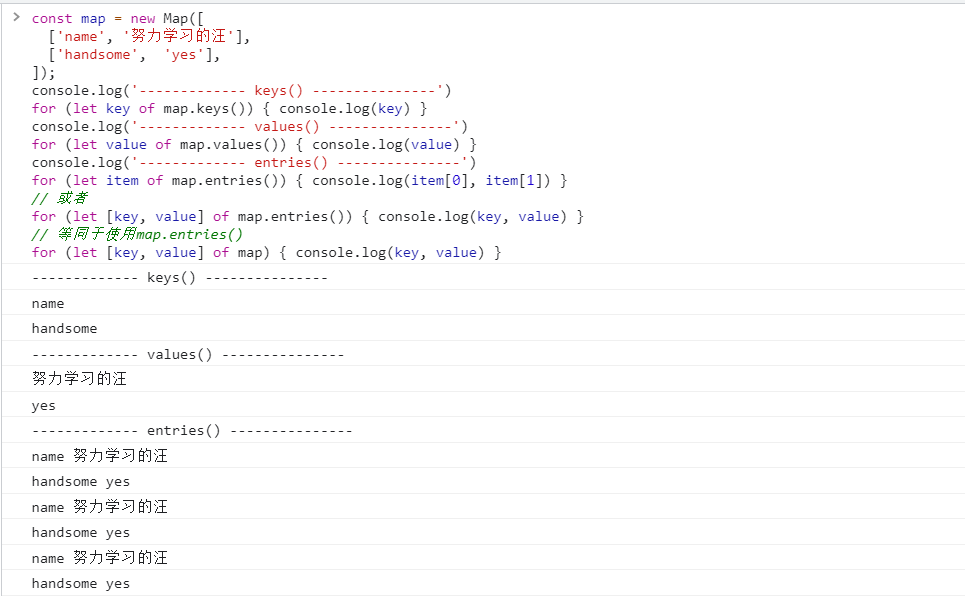 > const map = new Map([
  ['name', '努力学习的汪'],
  ['handsome',  'yes'],
]);
console.log('------------- keys() ---------------')
for (let key of map.keys()) { console.log(key) }
console.log('------------- values() ---------------')
for (let value of map.values()) { console.log(value) }
console.log('------------- entries() ---------------')
for (let item of map.entries()) { console.log(item[0], item[1]) }
// 或者
for (let [key, value] of map.entries()) { console.log(key, value) }
// 等同于使用map.entries()
for (let [key, value] of map) { console.log(key, value) }
------------- keys() ---------------
name
handsome
------------- values() ---------------
努力学习的汪
yes
------------- entries() ---------------
name 努力学习的汪
handsome yes
name 努力学习的汪
handsome yes
name 努力学习的汪
handsome yes